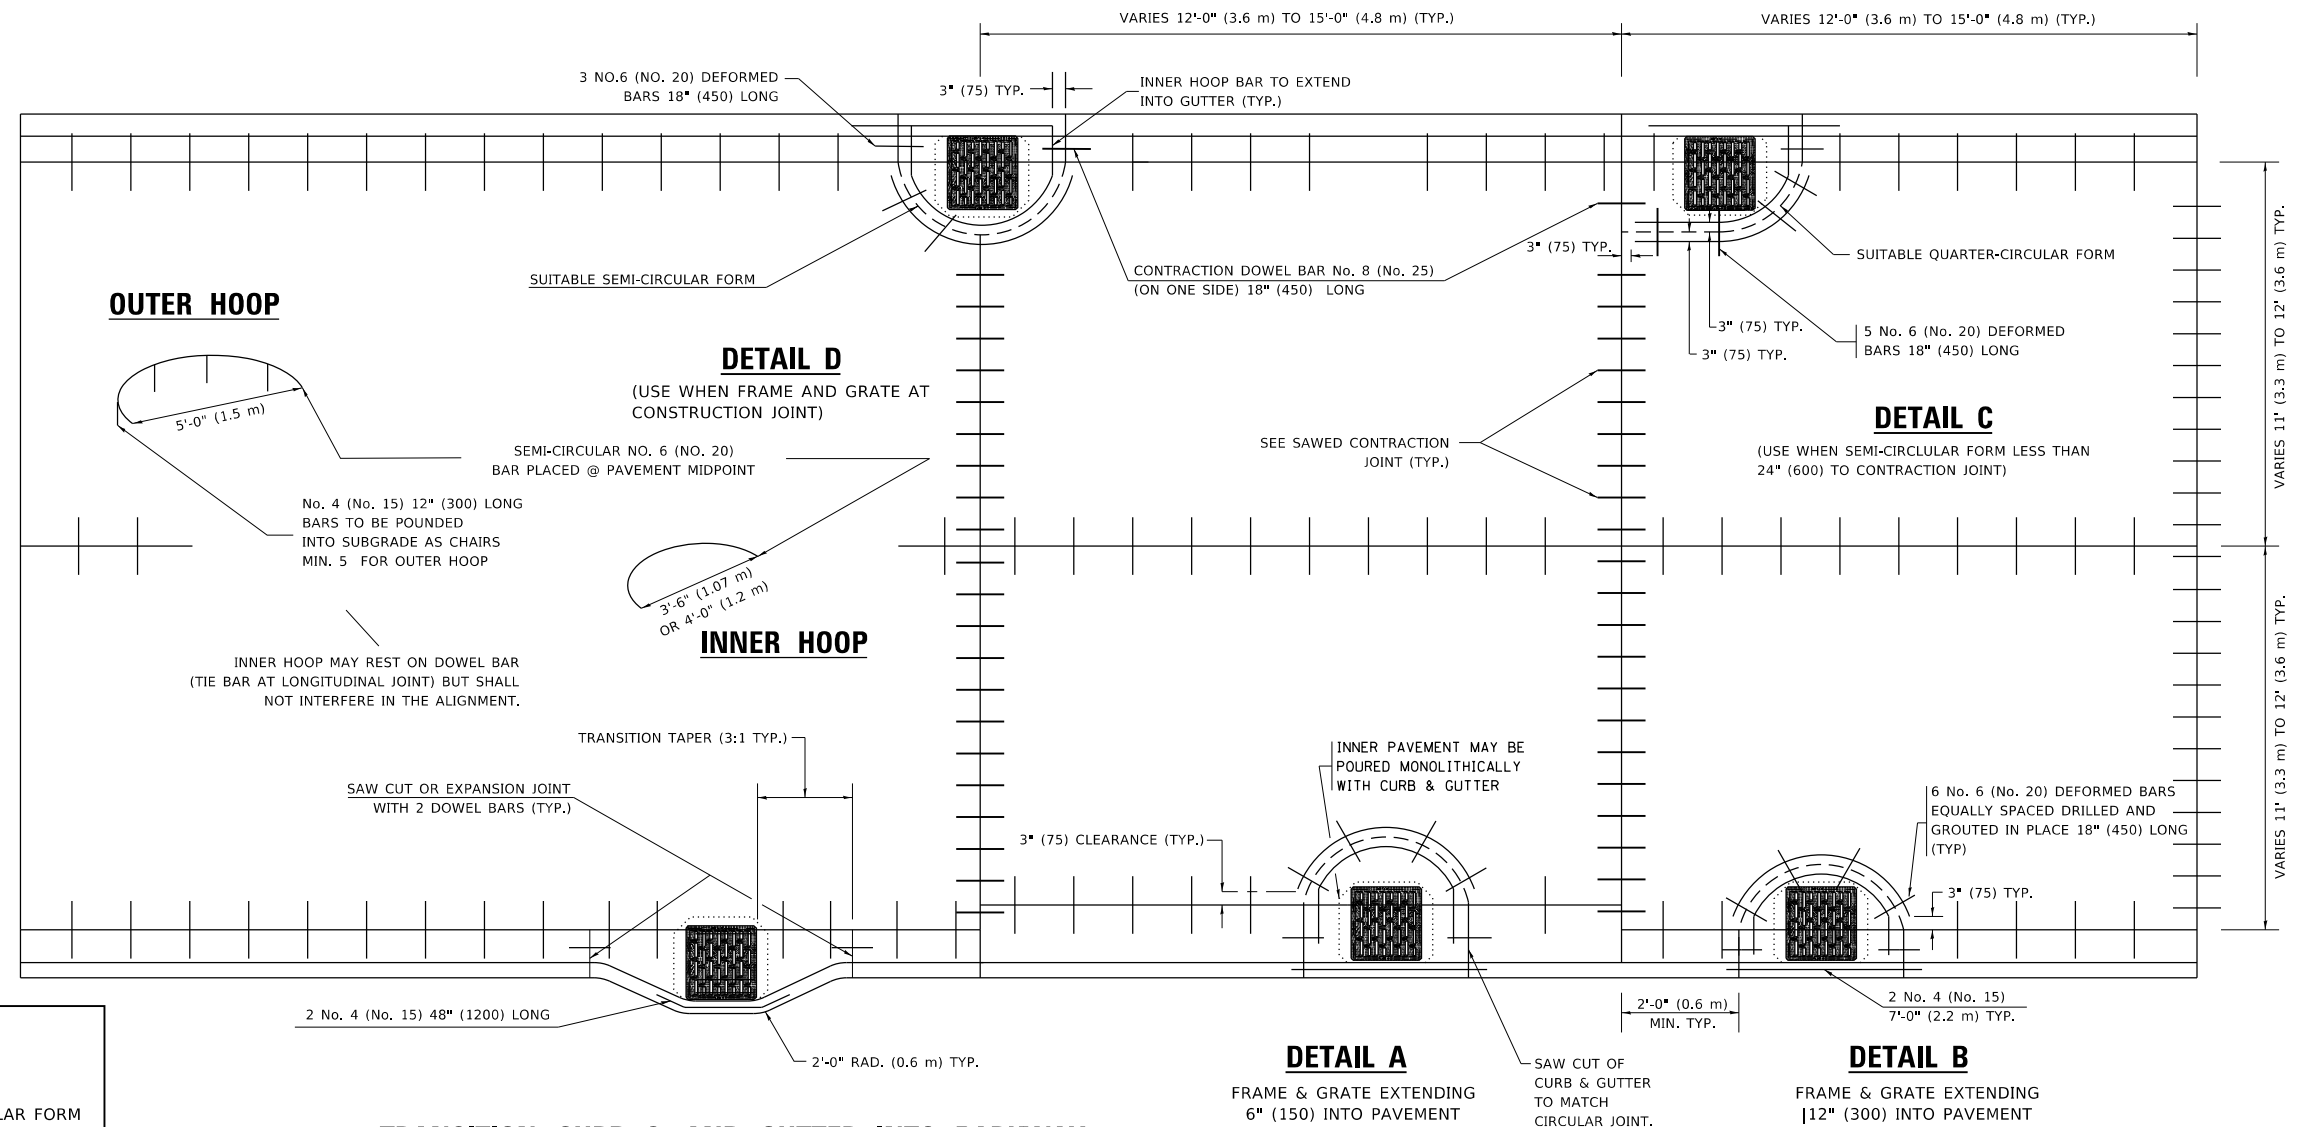 VARIES 12'-0" (3.6 m) TO 15'-0" (4.8 m) (TYP.)
VARIES 12'-0" (3.6 m) TO 15'-0" (4.8 m) (TYP.)
3 NO.6 (NO. 20) DEFORMED
BARS 18" (450) LONG
3" (75) TYP.
INNER HOOP BAR TO EXTEND
INTO GUTTER (TYP.)
SUITABLE SEMI-CIRCULAR FORM
CONTRACTION DOWEL BAR No. 8 (No. 25)
(ON ONE SIDE) 18" (450) LONG
3" (75) TYP.
SUITABLE QUARTER-CIRCULAR FORM
3" (75) TYP.
3" (75) TYP.
5 No. 6 (No. 20) DEFORMED
BARS 18" (450) LONG
VARIES 11' (3.3 m) TO 12' (3.6 m) TYP.
OUTER HOOP
5'-0" (1.5 m)
DETAIL D
(USE WHEN FRAME AND GRATE AT
CONSTRUCTION JOINT)
SEMI-CIRCULAR NO. 6 (NO. 20)
BAR PLACED @ PAVEMENT MIDPOINT
SEE SAWED CONTRACTION
JOINT (TYP.)
DETAIL C
(USE WHEN SEMI-CIRCLULAR FORM LESS THAN
24" (600) TO CONTRACTION JOINT)
No. 4 (No. 15) 12" (300) LONG
BARS TO BE POUNDED
INTO SUBGRADE AS CHAIRS
MIN. 5 FOR OUTER HOOP
3'-6" (1.07 m)
OR 4'-0" (1.2 m)
INNER HOOP
INNER HOOP MAY REST ON DOWEL BAR
(TIE BAR AT LONGITUDINAL JOINT) BUT SHALL
NOT INTERFERE IN THE ALIGNMENT.
VARIES 11' (3.3 m) TO 12' (3.6 m) TYP.
TRANSITION TAPER (3:1 TYP.)
SAW CUT OR EXPANSION JOINT
WITH 2 DOWEL BARS (TYP.)
INNER PAVEMENT MAY BE
POURED MONOLITHICALLY
WITH CURB & GUTTER
3" (75) CLEARANCE (TYP.)
6 No. 6 (No. 20) DEFORMED BARS
EQUALLY SPACED DRILLED AND
GROUTED IN PLACE 18" (450) LONG
(TYP)
3" (75) TYP.
2 No. 4 (No. 15) 48" (1200) LONG
2'-0" RAD. (0.6 m) TYP.
2'-0" (0.6 m)
MIN. TYP.
2 No. 4 (No. 15)
7'-0" (2.2 m) TYP.
DETAIL A
FRAME & GRATE EXTENDING
6" (150) INTO PAVEMENT
SAW CUT OF
CURB & GUTTER
TO MATCH
CIRCULAR JOINT.
DETAIL B
FRAME & GRATE EXTENDING
12" (300) INTO PAVEMENT
LAR FORM